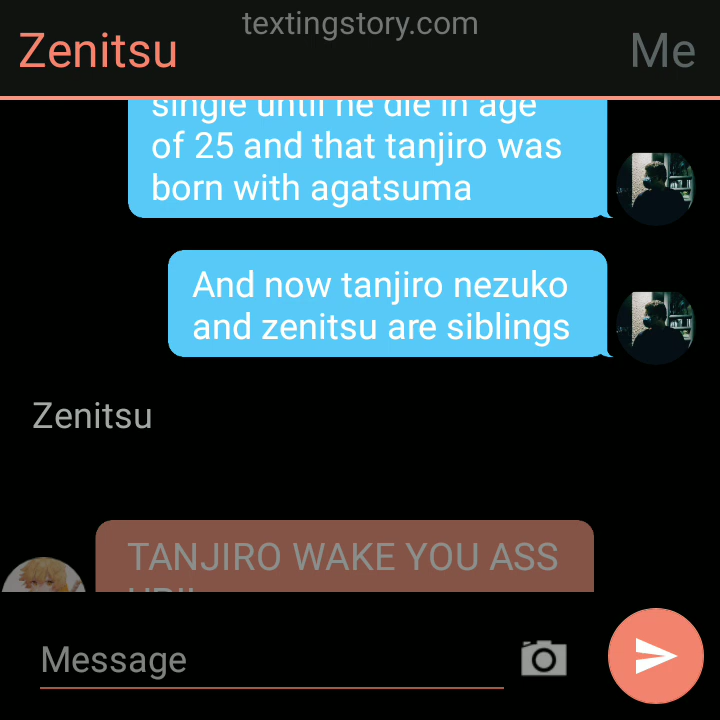 textingstory.com
Zenitsu
Me
single until he die in age
of 25 and that tanjiro was
born with agatsuma
And now tanjiro nezuko
and zenitsu are siblings
Zenitsu
TANJIRO WAKE YOU ASS
Message